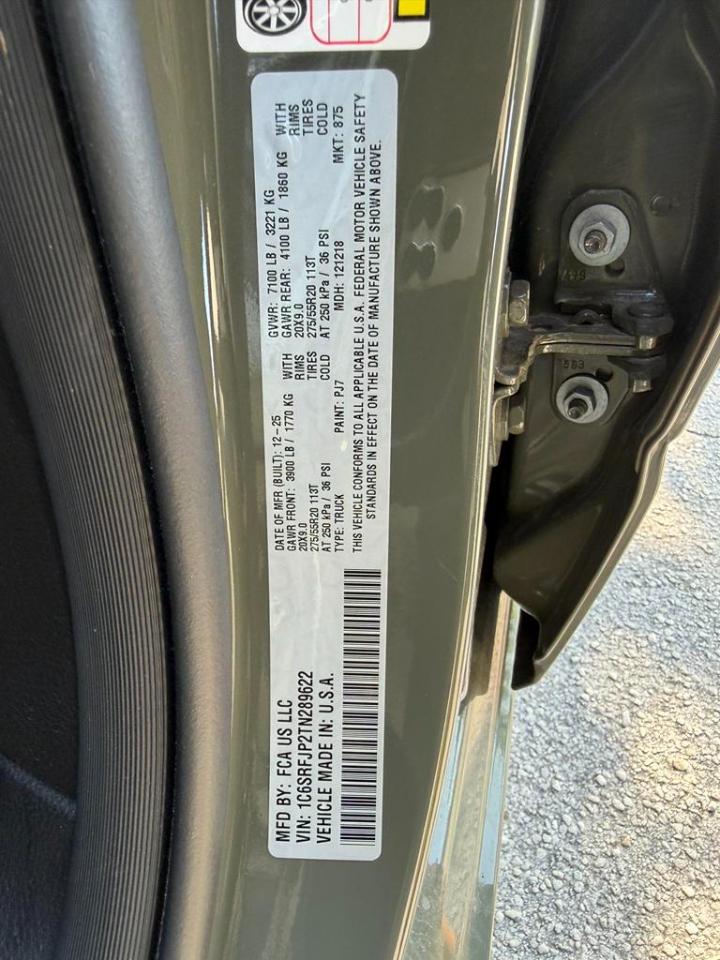 MFD BY: FCA US LLC
VIN: 1C6SRFJP2TN289622
VEHICLE MADE IN: U.S.A.
DATE OF MFR (BUILT): 12-25 GVWR: 7100 LB / 3221 KG
GAWR FRONT: 3900 LB / 1770 KG WITH GAWR REAR: 4100 LB / 1860 KG WITH
20X9.0 RIMS 20X9.0 RIMS
275/55R20 113T TIRES 275/55R20 113T TIRES
AT 250 kPa / 36 PSI COLD AT 250 kPa / 36 PSI COLD
TYPE: TRUCK PAINT: PJ7 MDH: 121218 MKT: 875
THIS VEHICLE CONFORMS TO ALL APPLICABLE U.S.A. FEDERAL MOTOR VEHICLE SAFETY
STANDARDS IN EFFECT ON THE DATE OF MANUFACTURE SHOWN ABOVE.